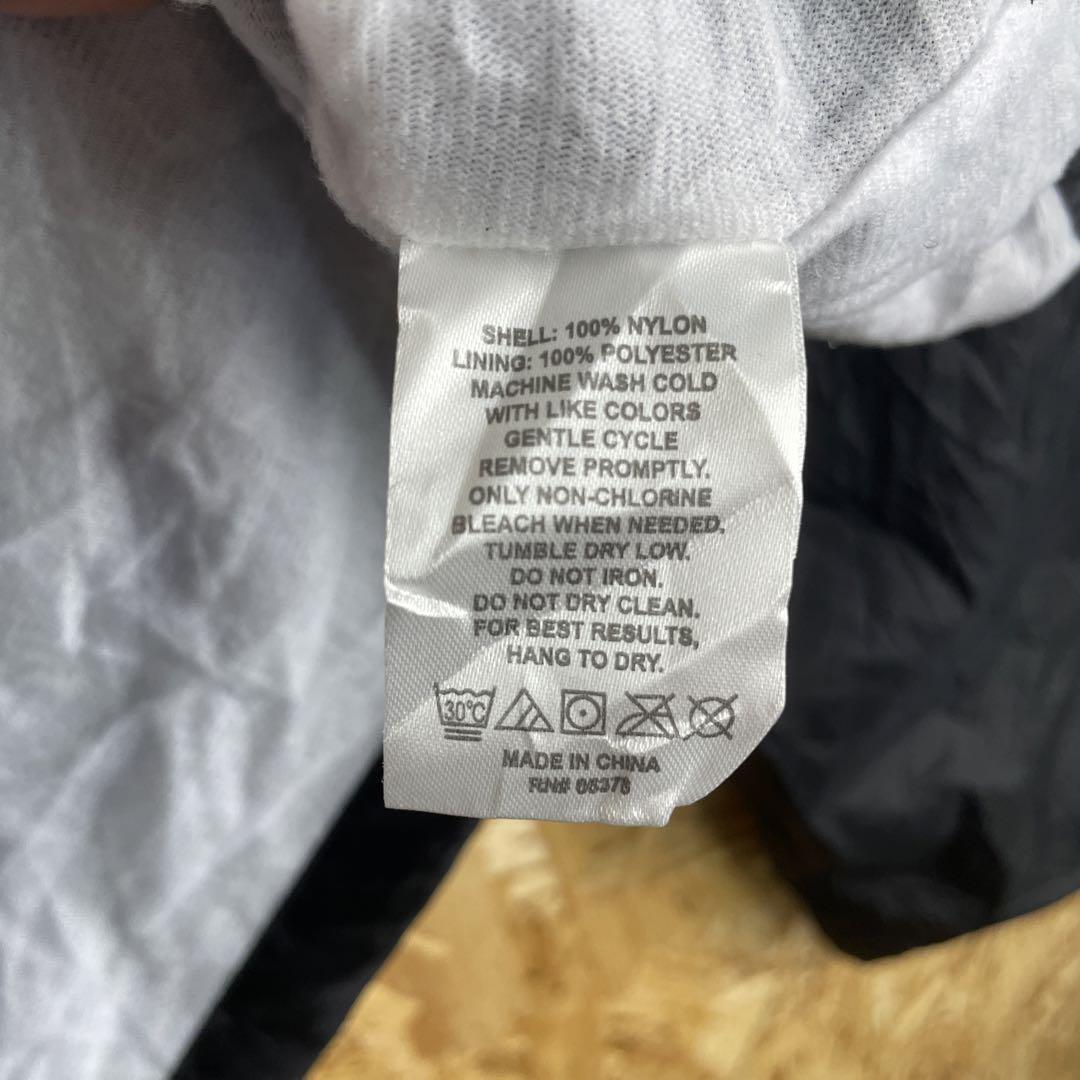 SHELL: 100% NYLON
LINING: 100% POLYESTER
MACHINE WASH COLD
WITH LIKE COLORS
GENTLE CYCLE
REMOVE PROMPTLY.
ONLY NON-CHLORINE
BLEACH WHEN NEEDED.
TUMBLE DRY LOW.
DO NOT IRON.
DO NOT DRY CLEAN.
FOR BEST RESULTS,
HANG TO DRY.
30°C
MADE IN CHINA
RN#